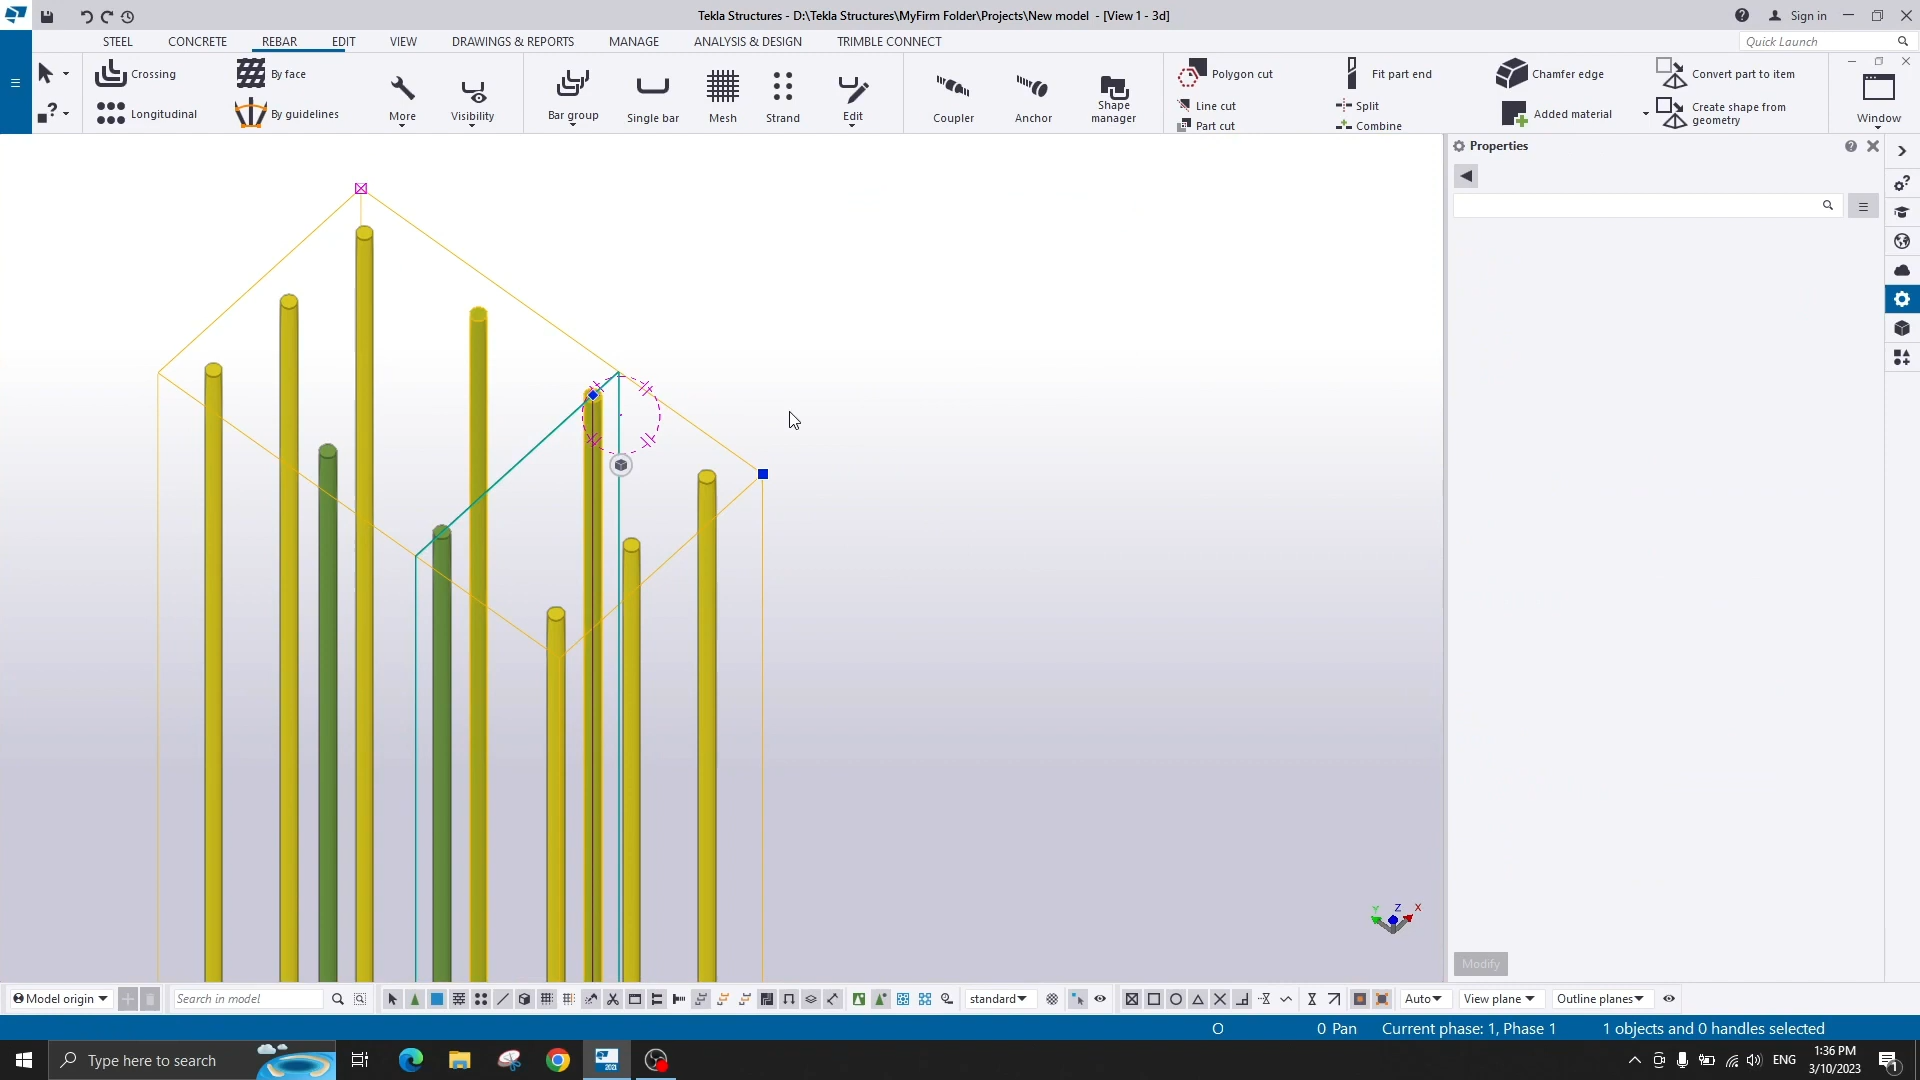 Tekla Structures - D:\Tekla Structures\MyFirm Folder\Projects\New model - [View 1 - 3d]
Sign in
STEEL CONCRETE REBAR EDIT VIEW DRAWINGS & REPORTS MANAGE ANALYSIS & DESIGN TRIMBLE CONNECT
Quick Launch
Crossing
Longitudinal
By face
By guidelines
More
Visibility
Bar group
Single bar
Mesh
Strand
Edit
Coupler
Anchor
Shape
manager
Polygon cut
Line cut
Part cut
Fit part end
Split
Combine
Chamfer edge
Added material
Convert part to item
Create shape from
geometry
Window
Properties
Y Z X
Modify
Model origin
Search in model
standard
Auto
View plane
Outline planes
O 0 Pan Current phase: 1, Phase 1 1 objects and 0 handles selected
Type here to search
2021
ENG
1:36 PM
3/10/2023
1